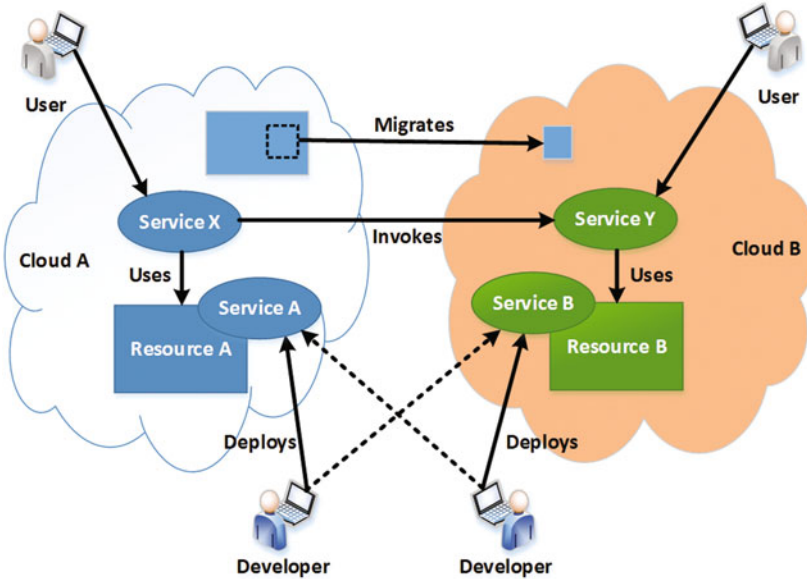 User
User
Migrates
Service X
Service Y
Invokes
Cloud A
Cloud B
Uses
Uses
Service A
Service B
Resource A
Resource B
Deploys
Deploys
Developer
Developer